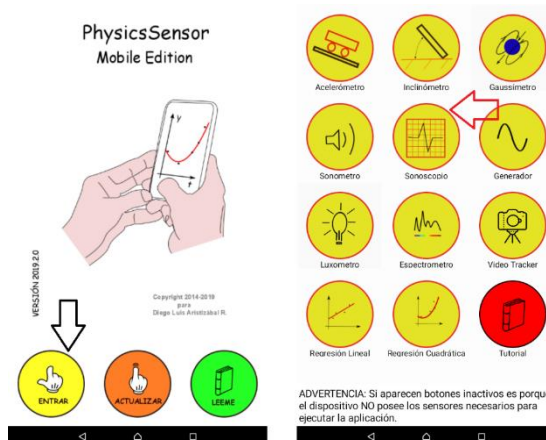 PhysicsSensor
Mobile Edition
y
t
VERSIÓN 2019.2.0
Copyright 2014-2019
para
Diego Luis Aristizábal R.
ENTRAR
ACTUALIZAR
LEEME
Acelerómetro
Inclinómetro
Gaussímetro
Sonometro
Sonoscopio
Generador
Luxometro
Espectrometro
Video Tracker
Regresión Lineal
Regresión Cuadrática
Tutorial
ADVERTENCIA: Si aparecen botones inactivos es porqu
el dispositivo NO posee los sensores necesarios para
ejecutar la aplicación.